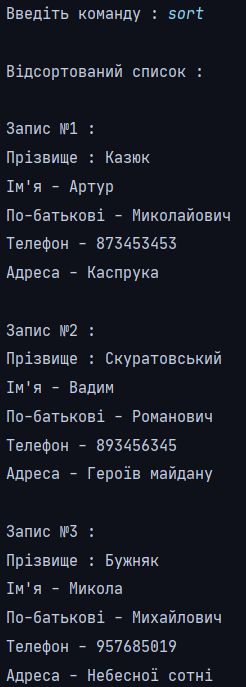 Введіть команду : sort
Відсортований список :
Запис №1 :
Прізвище : Казюк
Ім'я - Артур
По-батькові - Миколайович
Телефон - 873453453
Адреса - Каспрука
Запис №2 :
Прізвище : Скуратовський
Ім'я - Вадим
По-батькові - Романович
Телефон - 893456345
Адреса - Героїв майдану
Запис №3 :
Прізвище : Бужняк
Ім'я - Микола
По-батькові - Михайлович
Телефон - 957685019
Адреса - Небесної сотні